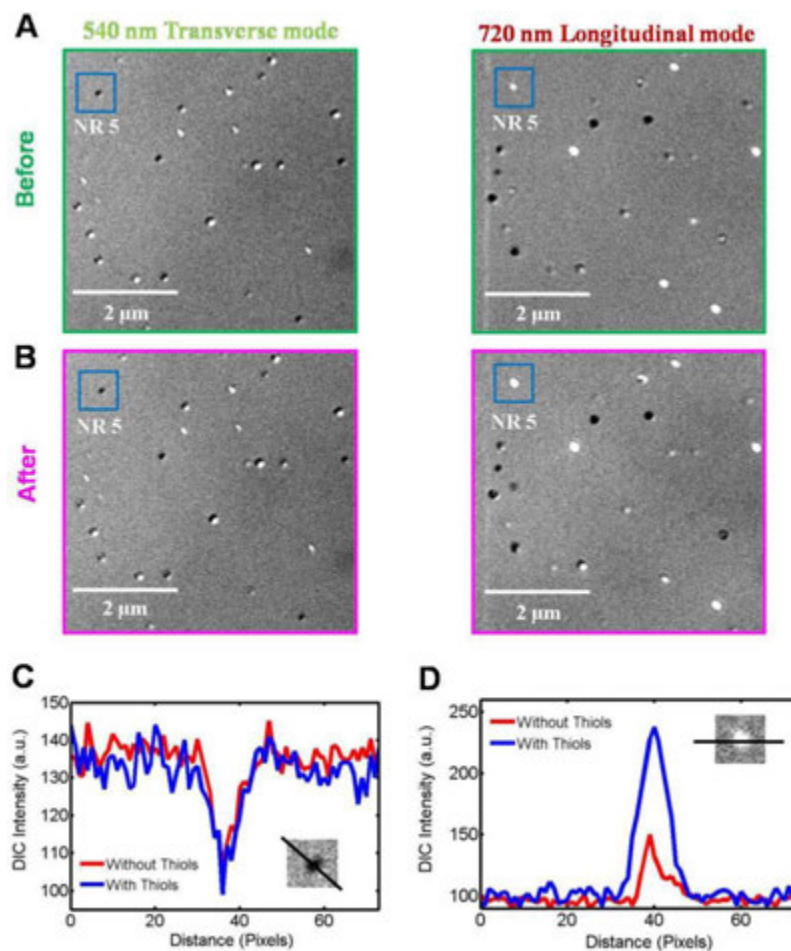 A
540 nm Transverse mode
720 nm Longitudinal mode
Before
NR 5
2 μm
NR 5
2 μm
B
After
NR 5
2 μm
NR 5
2 μm
C
DIC Intensity (a.u.)
150
140
130
120
110
100
Without Thiols
With Thiols
0
20
40
60
Distance (Pixels)
D
DIC Intensity (a.u.)
250
200
150
100
Without Thiols
With Thiols
0
20
40
60
Distance (Pixels)